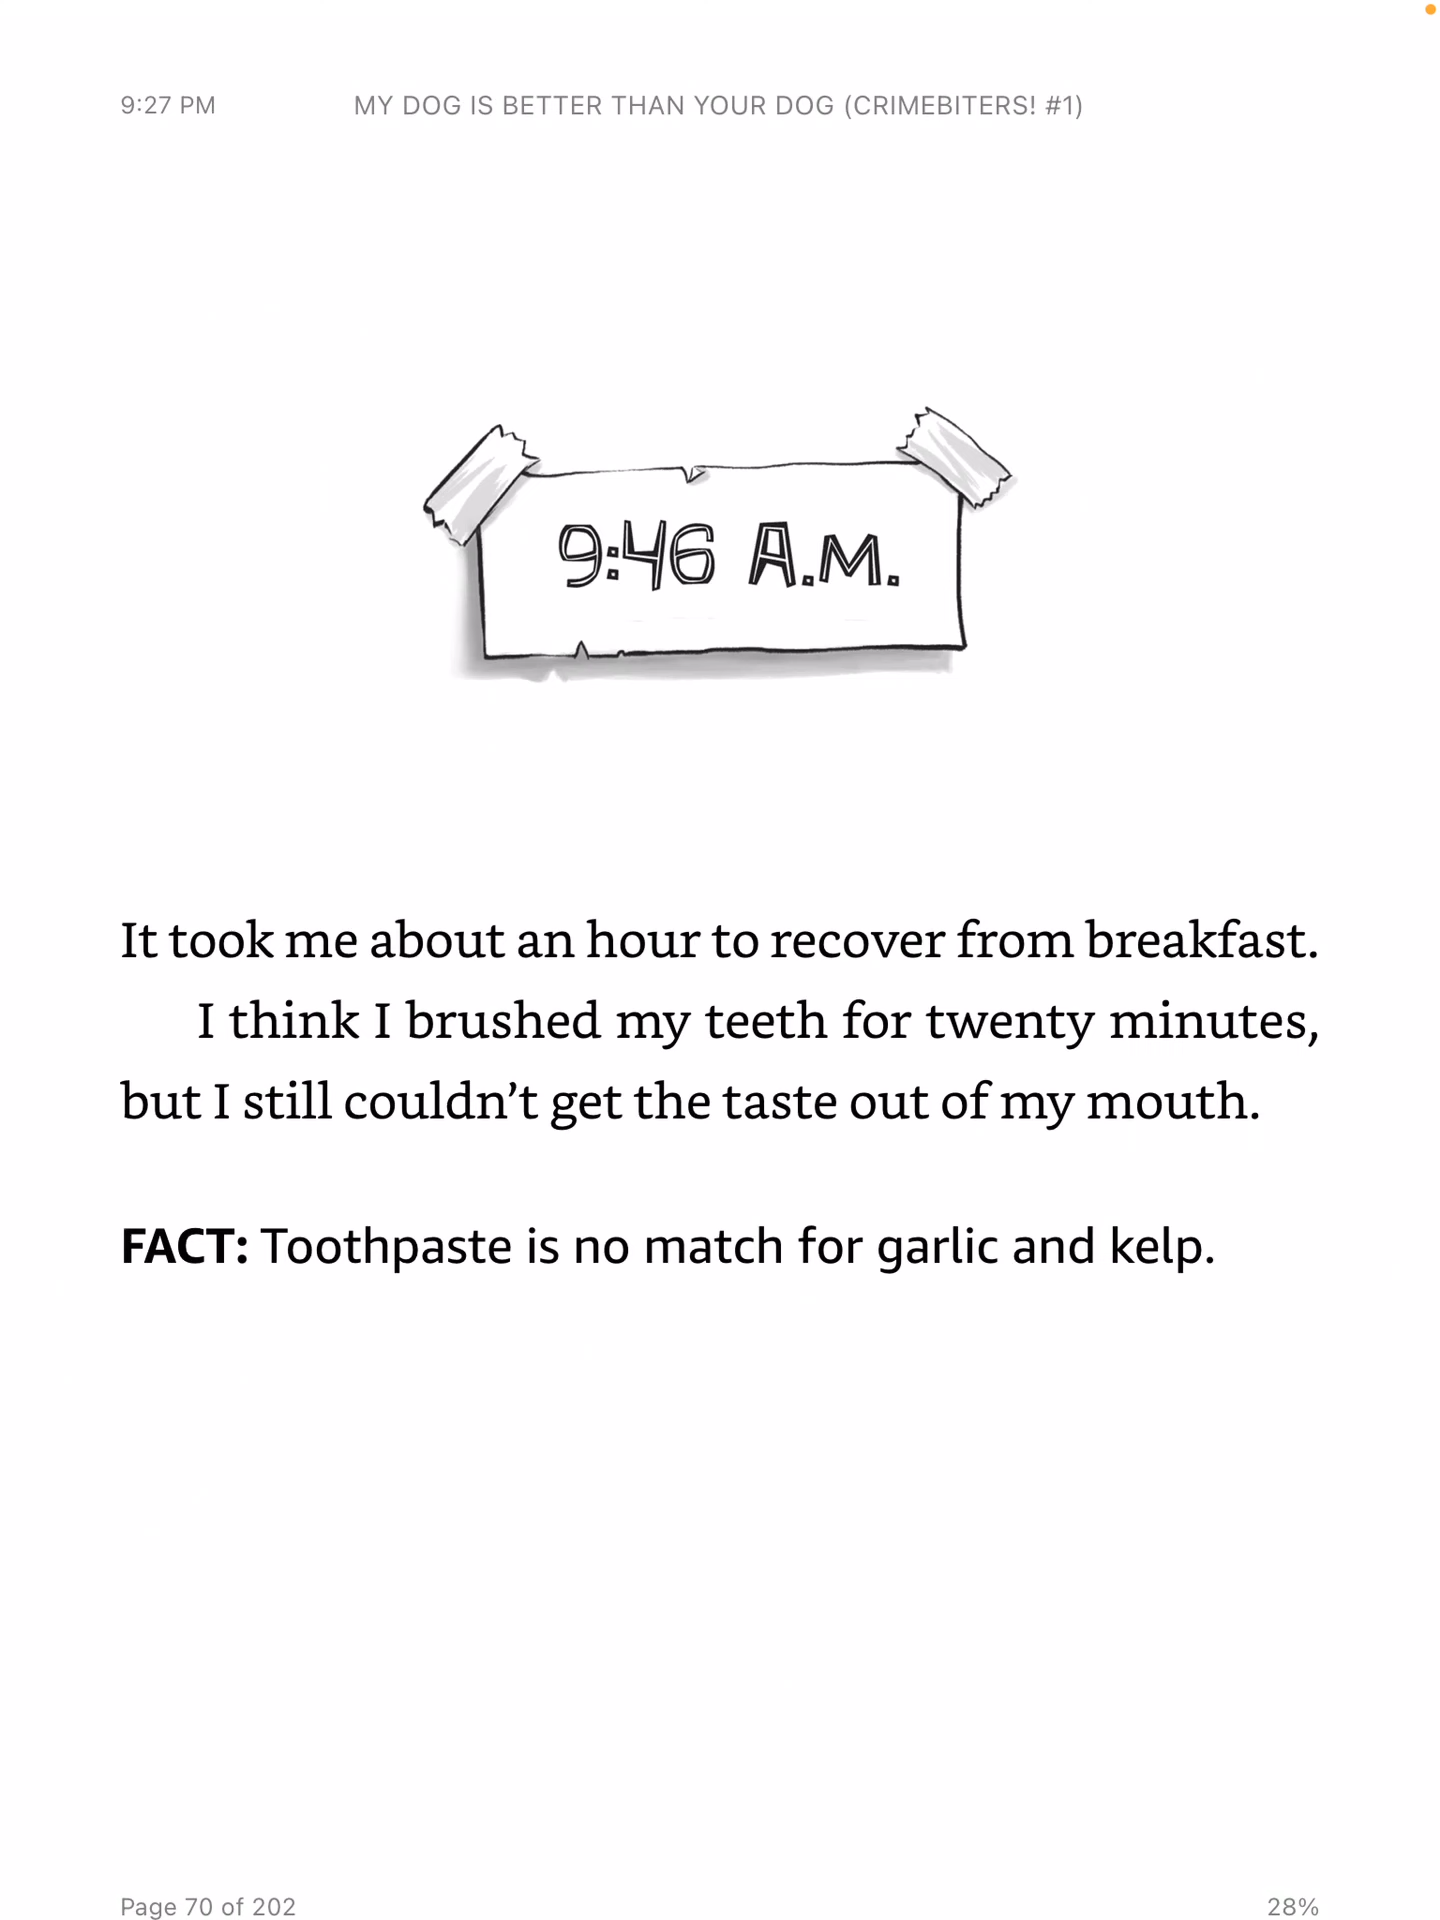 9:27 PM
MY DOG IS BETTER THAN YOUR DOG (CRIMEBITERS! #1)
9:46 A.M.
It took me about an hour to recover from breakfast.
I think I brushed my teeth for twenty minutes,
but I still couldn’t get the taste out of my mouth.
FACT: Toothpaste is no match for garlic and kelp.
Page 70 of 202
28%